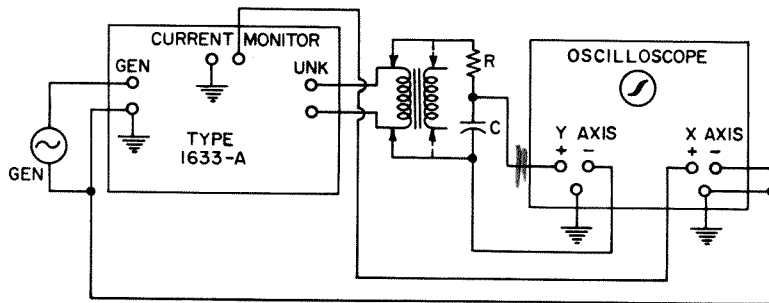 CURRENT MONITOR
GEN
UNK
TYPE
1633-A
GEN
R
C
OSCILLOSCOPE
Y AXIS
+ −
X AXIS
+ −